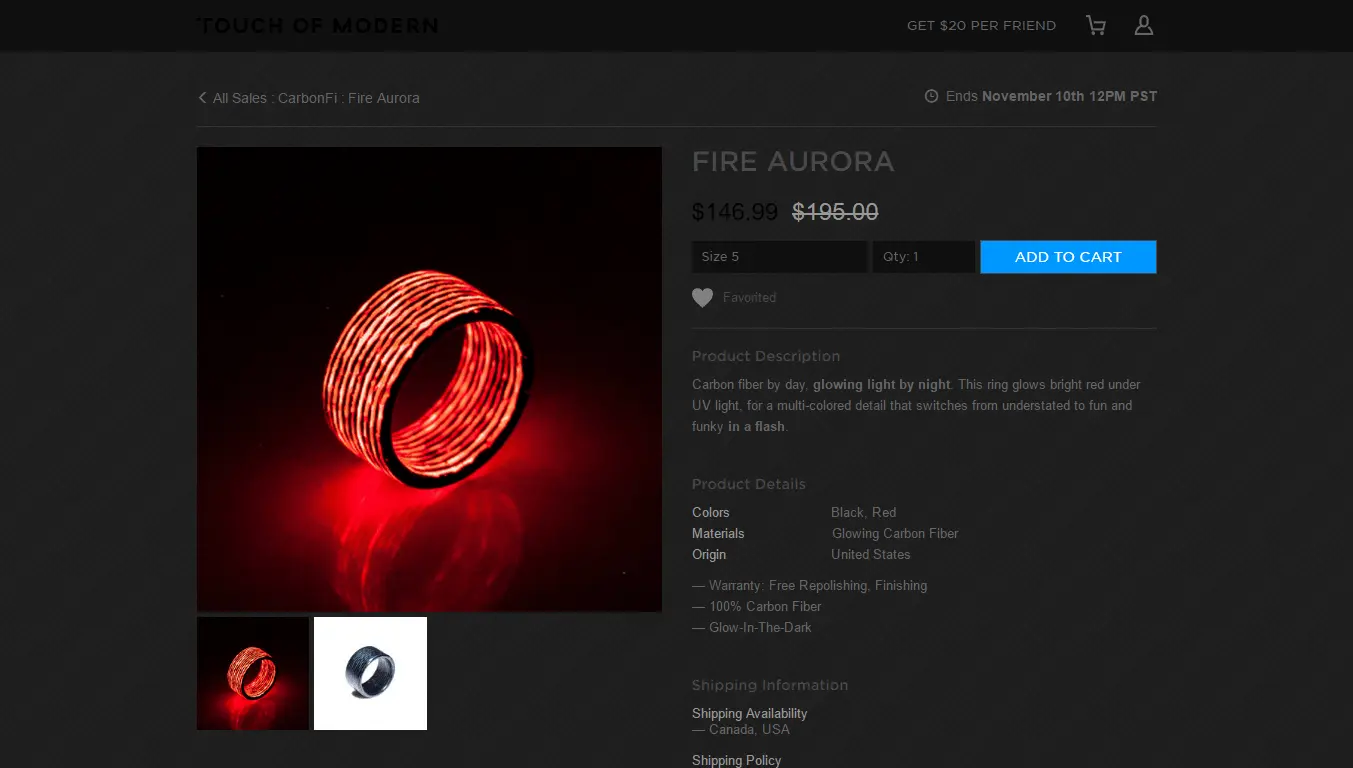 TOUCH OF MODERN
GET $20 PER FRIEND
All Sales : CarbonFi : Fire Aurora
Ends November 10th 12PM PST
FIRE AURORA
$146.99 $195.00
Size 5 Qty: 1 ADD TO CART
Favorited
Product Description
Carbon fiber by day, glowing light by night. This ring glows bright red under
UV light, for a multi-colored detail that switches from understated to fun and
funky in a flash.
Product Details
Colors Black, Red
Materials Glowing Carbon Fiber
Origin United States
— Warranty: Free Repolishing, Finishing
— 100% Carbon Fiber
— Glow-In-The-Dark
Shipping Information
Shipping Availability
— Canada, USA
Shipping Policy